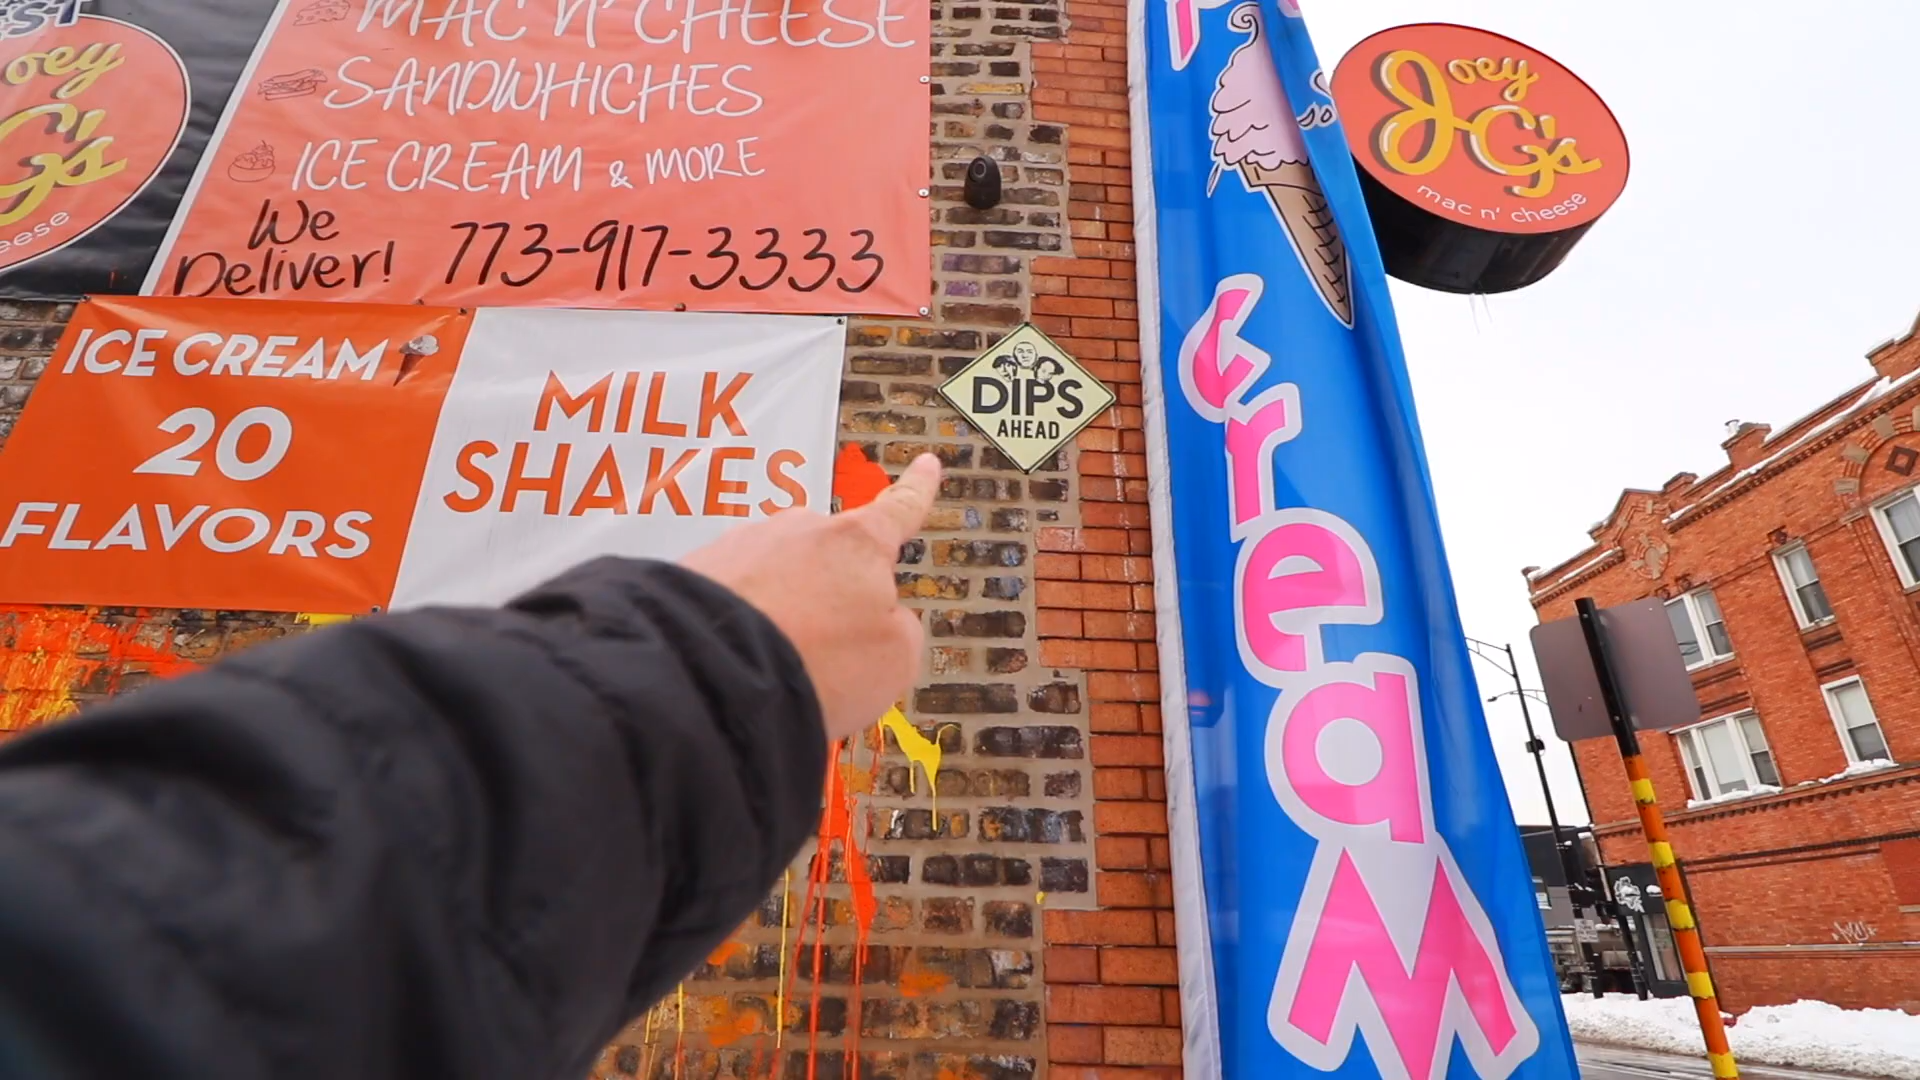 Joey
G's
MAC N' CHEESE
SANDWHICHES
ICE CREAM & MORE
We
Deliver! 773-917-3333
ICE CREAM
20
FLAVORS
MILK
SHAKES
DIPS
AHEAD
cream
Joey
G's
mac n' cheese